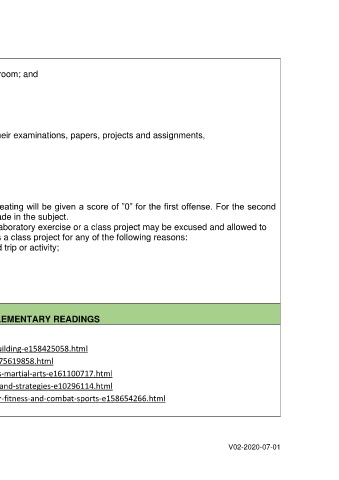 room; and
eir examinations, papers, projects and assignments,
eating will be given a score of "0" for the first offense. For the second
ade in the subject.
aboratory exercise or a class project may be excused and allowed to
s a class project for any of the following reasons:
d trip or activity;
LEMENTARY READINGS
uilding-e158425058.html
75619858.html
s-martial-arts-e161100717.html
and-strategies-e10296114.html
r-fitness-and-combat-sports-e158654266.html
V02-2020-07-01